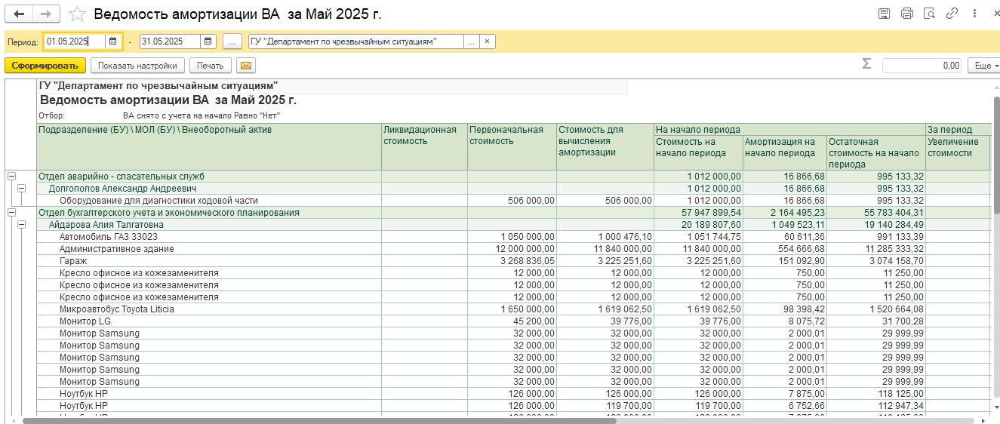 Ведомость амортизации ВА за Май 2025 г.
Период: 01.05.2025 - 31.05.2025 ... ГУ "Департамент по чрезвычайным ситуациям" ... ×
Сформировать Показать настройки Печать Σ 0,00 Еще
ГУ "Департамент по чрезвычайным ситуациям"
Ведомость амортизации ВА за Май 2025 г.
Отбор: ВА снято с учета на начало Равно "Нет"
Подразделение (БУ) \ МОЛ (БУ) \ Внеоборотный актив Ликвидационная стоимость Первоначальная стоимость Стоимость для вычисления амортизации На начало периода За период
Стоимость на начало периода Амортизация на начало периода Остаточная стоимость на начало периода Увеличение стоимости
Отдел аварийно - спасательных служб 1 012 000,00 16 866,68 995 133,32
Долгополов Александр Андреевич 1 012 000,00 16 866,68 995 133,32
Оборудование для диагностики ходовой части 506 000,00 506 000,00 1 012 000,00 16 866,68 995 133,32
Отдел бухгалтерского учета и экономического планирования 57 947 899,54 2 164 495,23 55 783 404,31
Айдарова Алия Талгатовна 20 189 807,60 1 049 523,11 19 140 284,49
Автомобиль ГАЗ 33023 1 050 000,00 1 000 476,10 1 051 744,75 60 611,36 991 133,39
Административное здание 12 000 000,00 11 840 000,00 11 840 000,00 554 666,68 11 285 333,32
Гараж 3 268 836,05 3 225 251,60 3 225 251,60 151 092,90 3 074 158,70
Кресло офисное из кожезаменителя 12 000,00 12 000,00 12 000,00 750,00 11 250,00
Кресло офисное из кожезаменителя 12 000,00 12 000,00 12 000,00 750,00 11 250,00
Кресло офисное из кожезаменителя 12 000,00 12 000,00 12 000,00 750,00 11 250,00
Микроавтобус Toyota Liticia 1 650 000,00 1 619 062,50 1 619 062,50 98 398,42 1 520 664,08
Монитор LG 45 200,00 39 776,00 39 776,00 8 075,72 31 700,28
Монитор Samsung 32 000,00 32 000,00 32 000,00 2 000,01 29 999,99
Монитор Samsung 32 000,00 32 000,00 32 000,00 2 000,01 29 999,99
Монитор Samsung 32 000,00 32 000,00 32 000,00 2 000,01 29 999,99
Монитор Samsung 32 000,00 32 000,00 32 000,00 2 000,01 29 999,99
Монитор Samsung 32 000,00 32 000,00 32 000,00 2 000,01 29 999,99
Ноутбук HP 126 000,00 126 000,00 126 000,00 7 875,00 118 125,00
Ноутбук HP 126 000,00 119 700,00 119 700,00 6 752,66 112 947,34